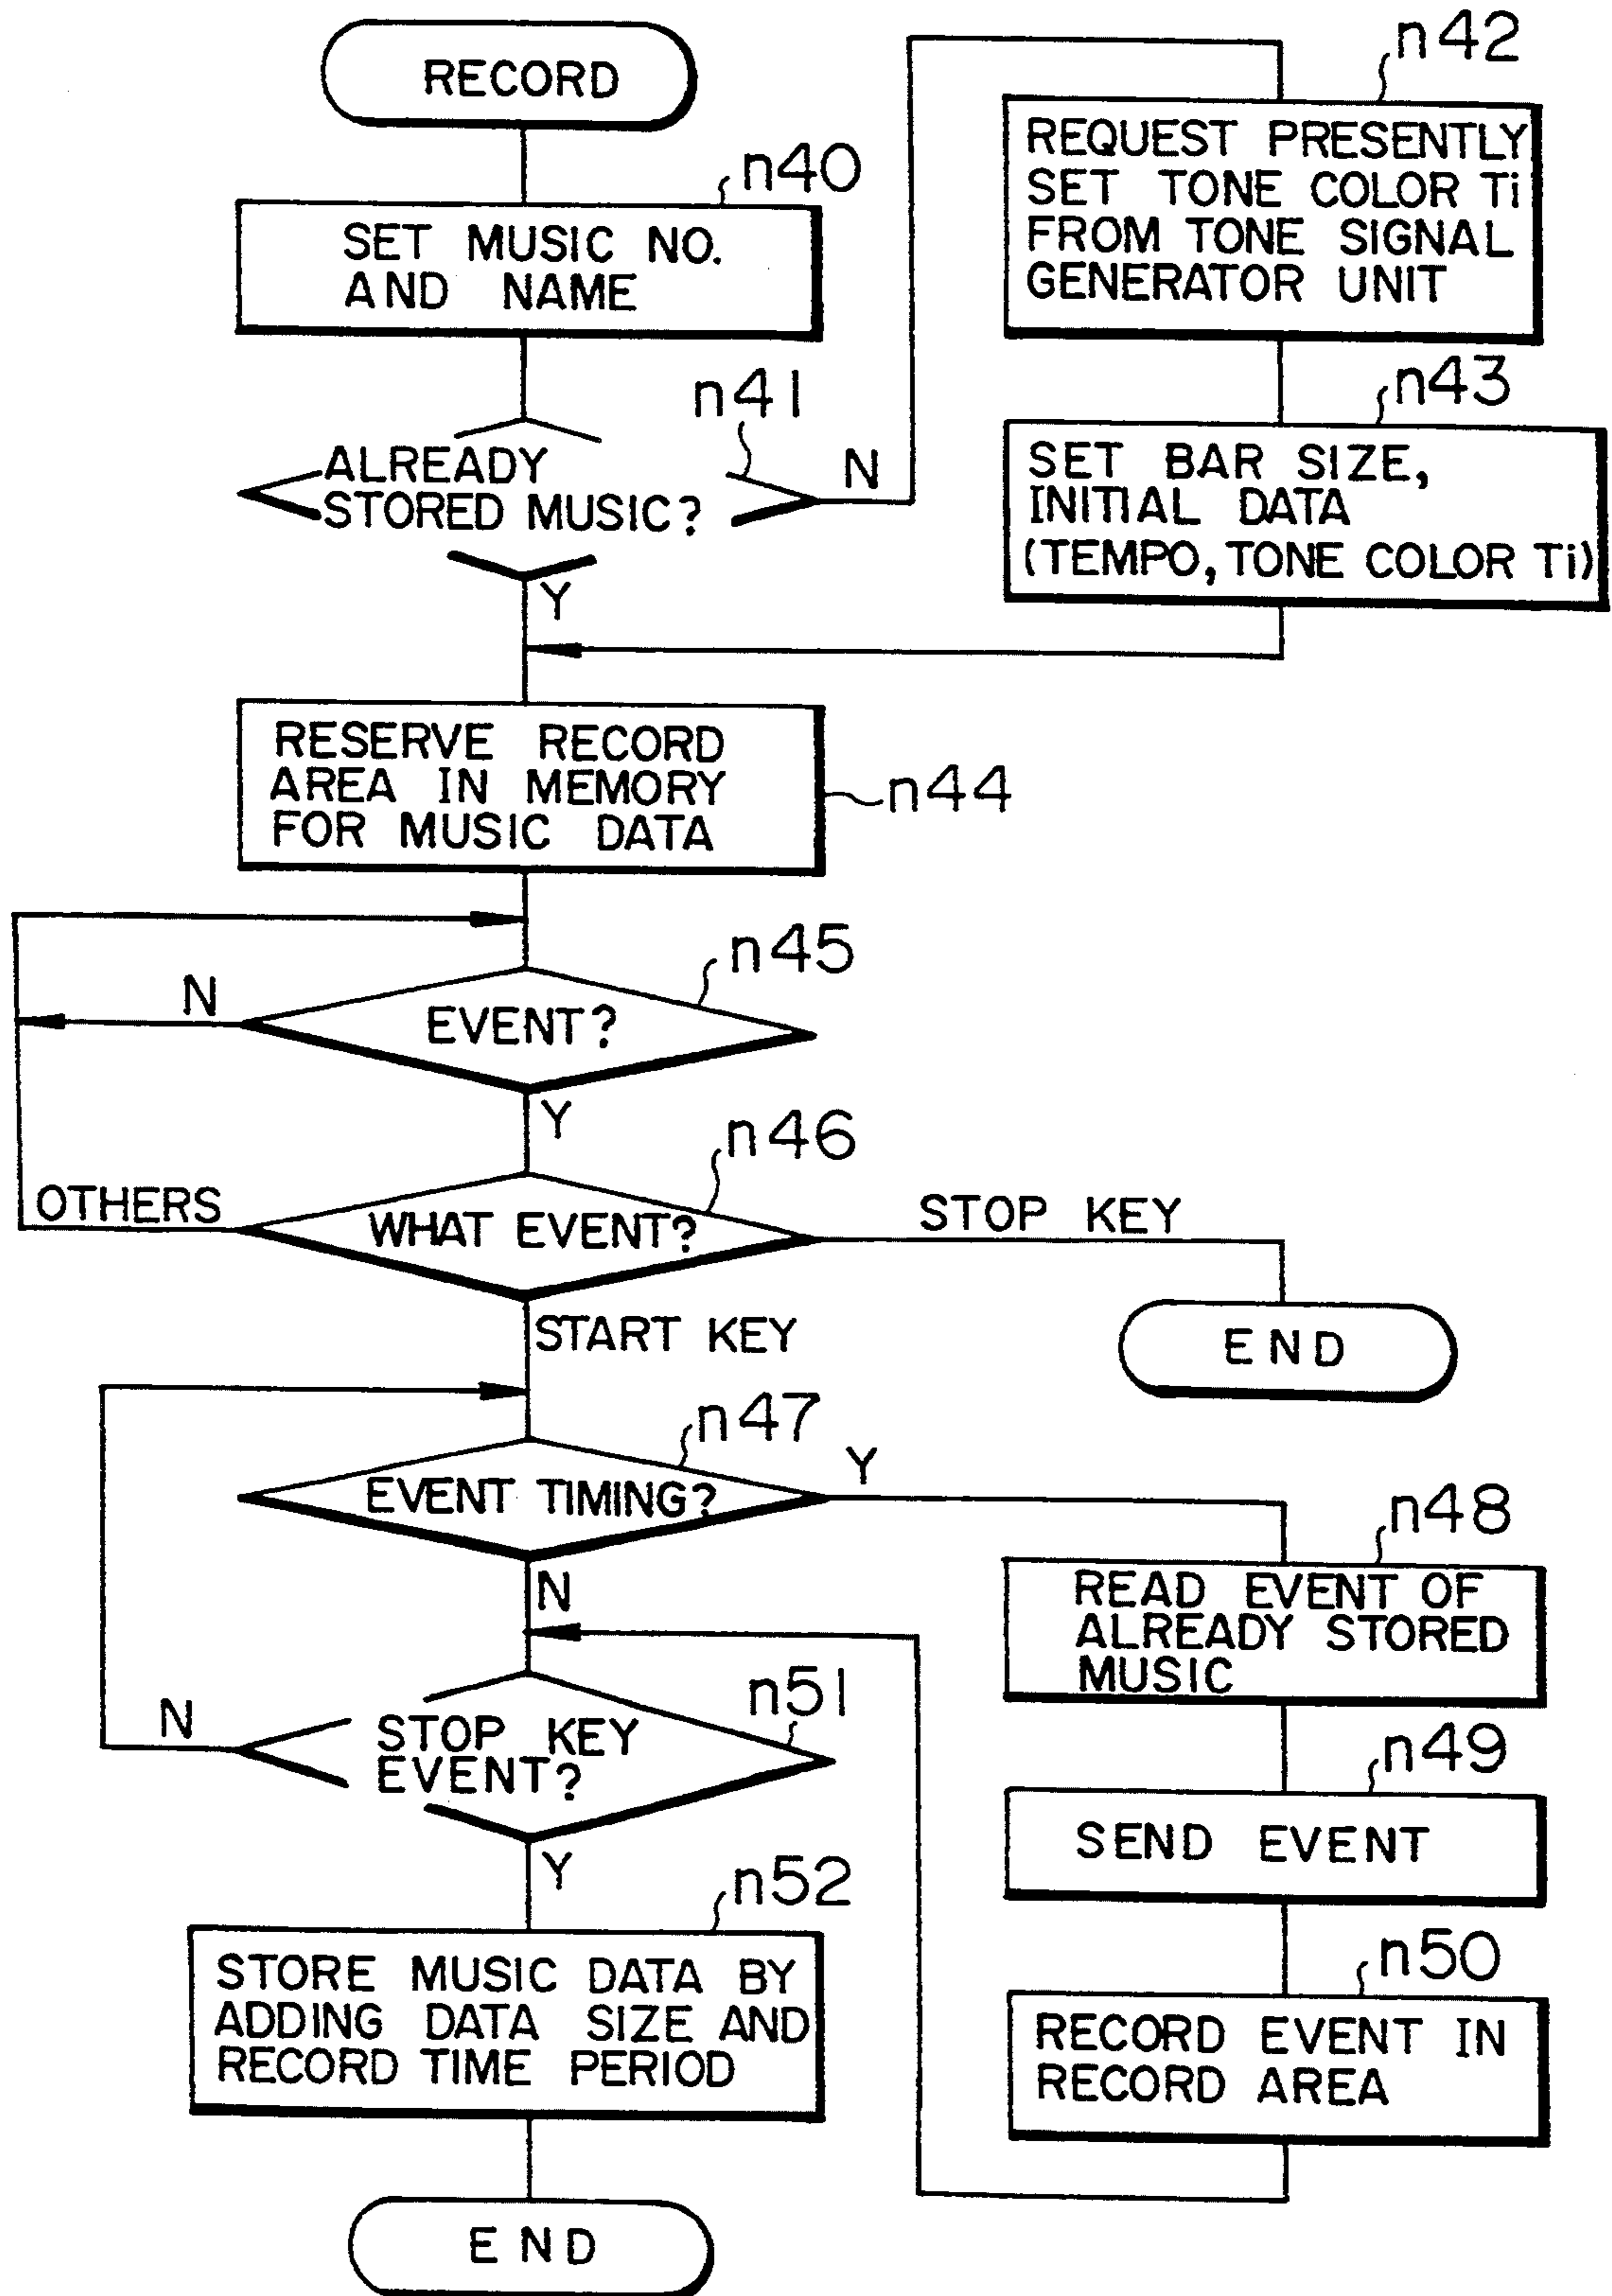 RECORD
n40
SET MUSIC NO.
AND NAME
n41
ALREADY
STORED MUSIC?
N
Y
n42
REQUEST PRESENTLY
SET TONE COLOR Ti
FROM TONE SIGNAL
GENERATOR UNIT
n43
SET BAR SIZE,
INITIAL DATA
(TEMPO, TONE COLOR Ti)
RESERVE RECORD
AREA IN MEMORY
FOR MUSIC DATA
n44
n45
N
EVENT?
Y
n46
OTHERS
WHAT EVENT?
STOP KEY
END
START KEY
n47
EVENT TIMING?
Y
N
n48
READ EVENT OF
ALREADY STORED
MUSIC
n49
SEND EVENT
n50
RECORD EVENT IN
RECORD AREA
n51
N
STOP KEY
EVENT?
Y
n52
STORE MUSIC DATA BY
ADDING DATA SIZE AND
RECORD TIME PERIOD
END